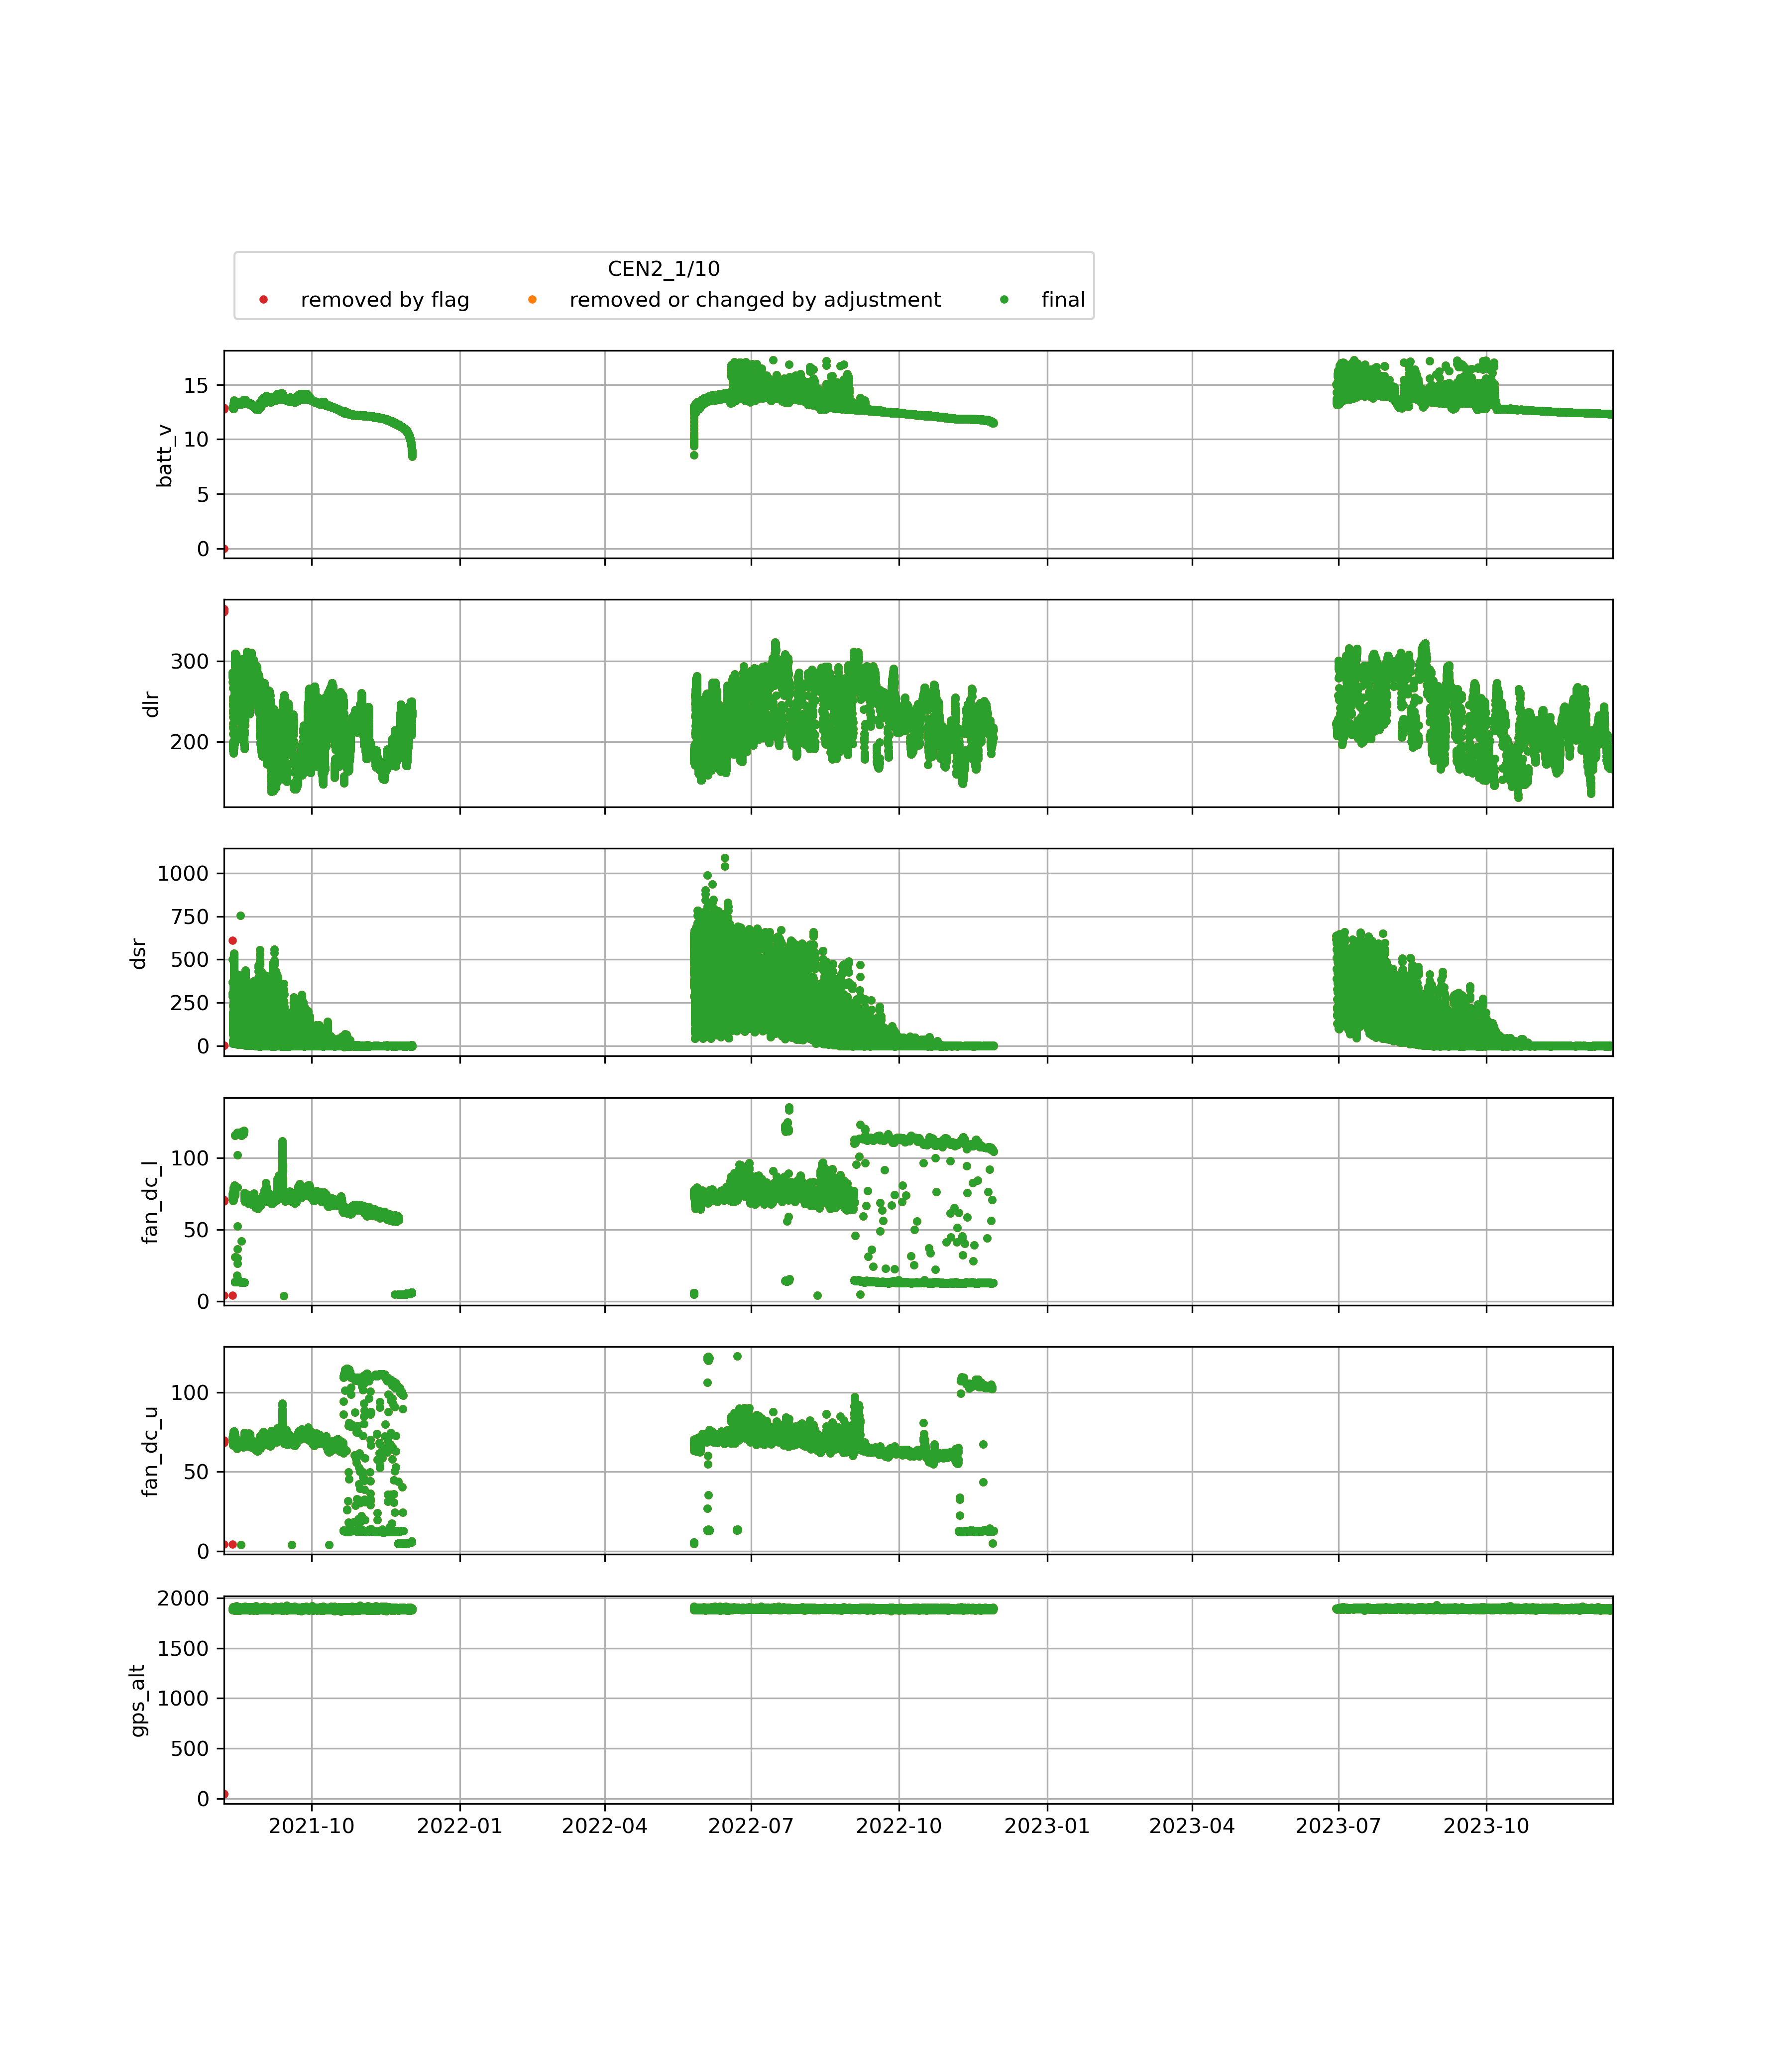 CEN2_1/10
removed by flag removed or changed by adjustment final
15
10
5
0
batt_v
300
200
dlr
1000
750
500
250
0
dsr
100
50
0
fan_dc_l
100
50
0
fan_dc_u
2000
1500
1000
500
0
gps_alt
2021-10 2022-01 2022-04 2022-07 2022-10 2023-01 2023-04 2023-07 2023-10